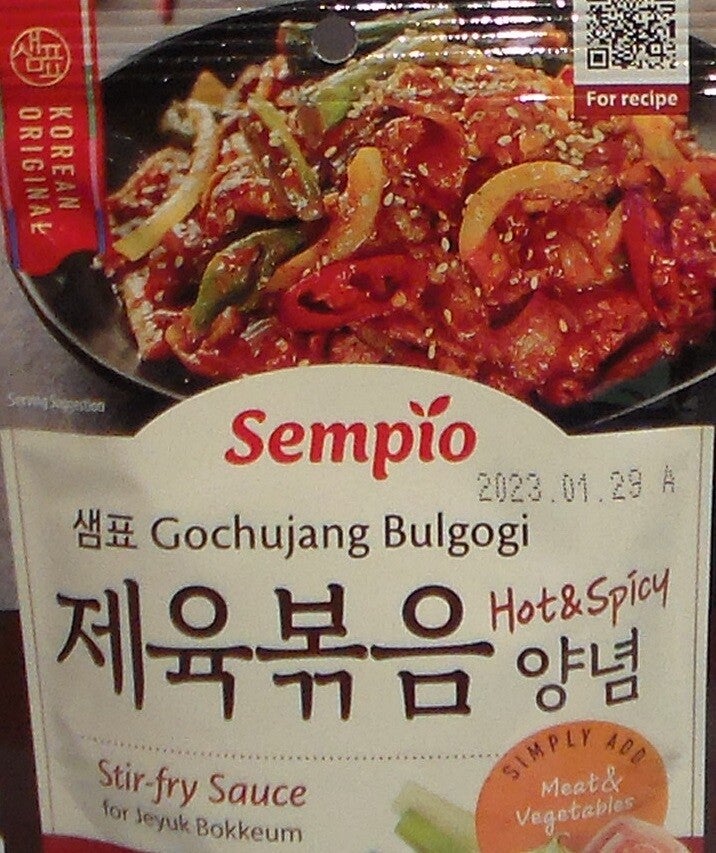 샘표
KOREAN
ORIGINAL
For recipe
Serving Suggestion
Sempio
2023.01.29 A
샘표 Gochujang Bulgogi
제육볶음 양념
Hot&Spicy
Stir-fry Sauce
for Jeyuk Bokkeum
SIMPLY ADD
Meat &
Vegetables